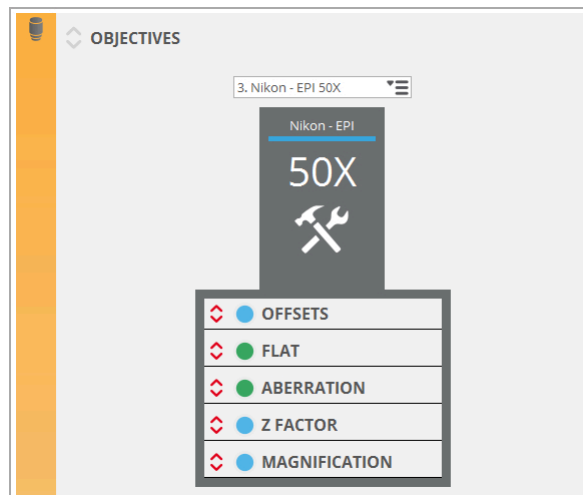 OBJECTIVES
3. Nikon - EPI 50X
Nikon - EPI
50X
OFFSETS
FLAT
ABERRATION
Z FACTOR
MAGNIFICATION